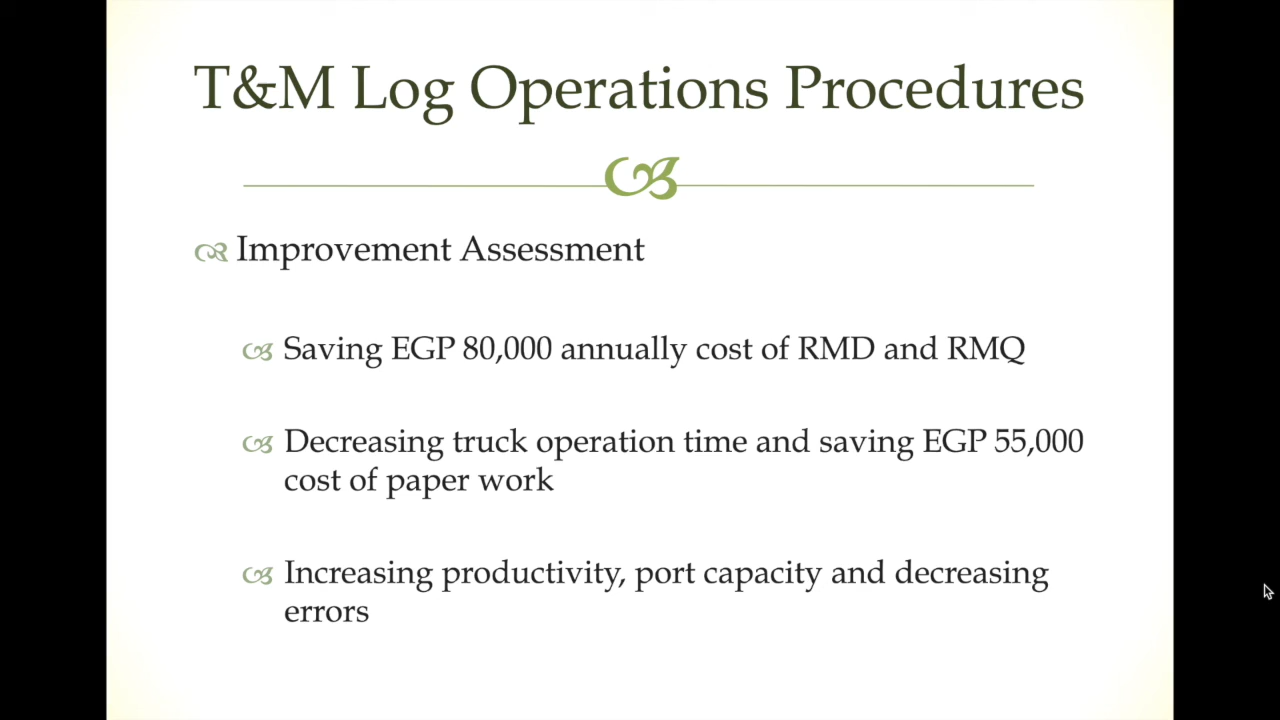 T&M Log Operations Procedures
Improvement Assessment
Saving EGP 80,000 annually cost of RMD and RMQ
Decreasing truck operation time and saving EGP 55,000
cost of paper work
Increasing productivity, port capacity and decreasing
errors